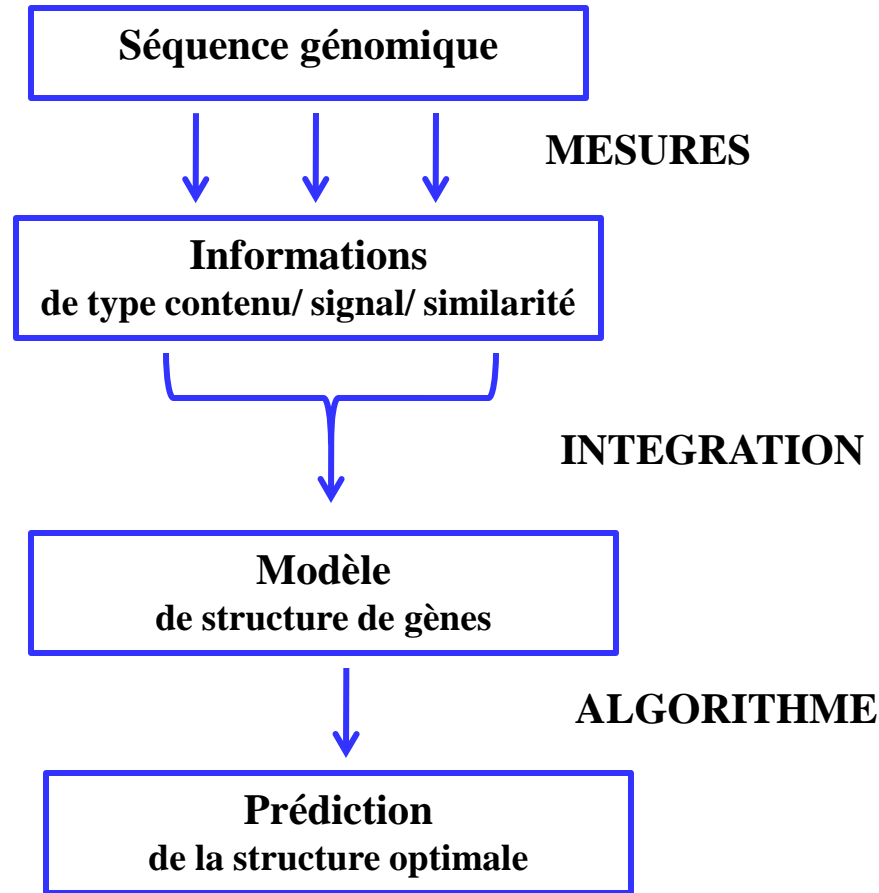 Séquence génomique
MESURES
Informations
de type contenu/ signal/ similarité
INTEGRATION
Modèle
de structure de gènes
ALGORITHME
Prédiction
de la structure optimale